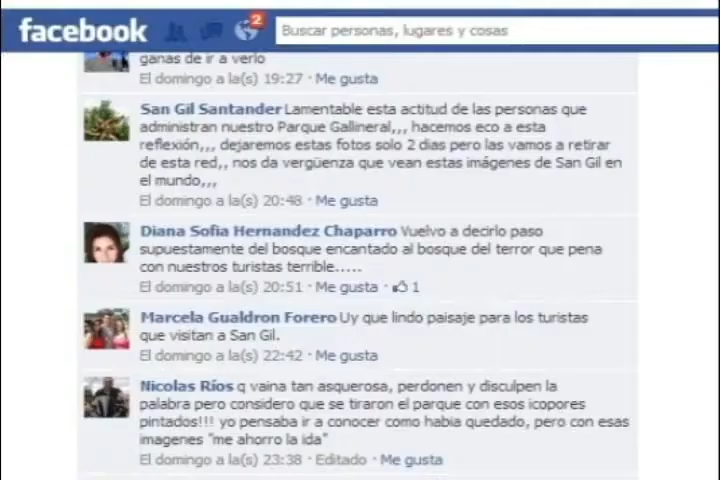 facebook
2
Buscar personas, lugares y cosas
ganas de ir a verlo
El domingo a la(s) 19:27 · Me gusta
San Gil Santander Lamentable esta actitud de las personas que
administran nuestro Parque Gallineral,,, hacemos eco a esta
reflexión,,, dejaremos estas fotos solo 2 dias pero las vamos a retirar
de esta red,, nos da vergüenza que vean estas imágenes de San Gil en
el mundo,,,
El domingo a la(s) 20:48 · Me gusta
Diana Sofia Hernandez Chaparro Vuelvo a decirlo paso
supuestamente del bosque encantado al bosque del terror que pena
con nuestros turistas terrible.....
El domingo a la(s) 20:51 · Me gusta · 1
Marcela Gualdron Forero Uy que lindo paisaje para los turistas
que visitan a San Gil.
El domingo a la(s) 22:42 · Me gusta
Nicolas Ríos q vaina tan asquerosa, perdonen y disculpen la
palabra pero considero que se tiraron el parque con esos icopores
pintados!!! yo pensaba ir a conocer como habia quedado, pero con esas
imagenes "me ahorro la ida"
El domingo a la(s) 23:38 · Editado · Me gusta